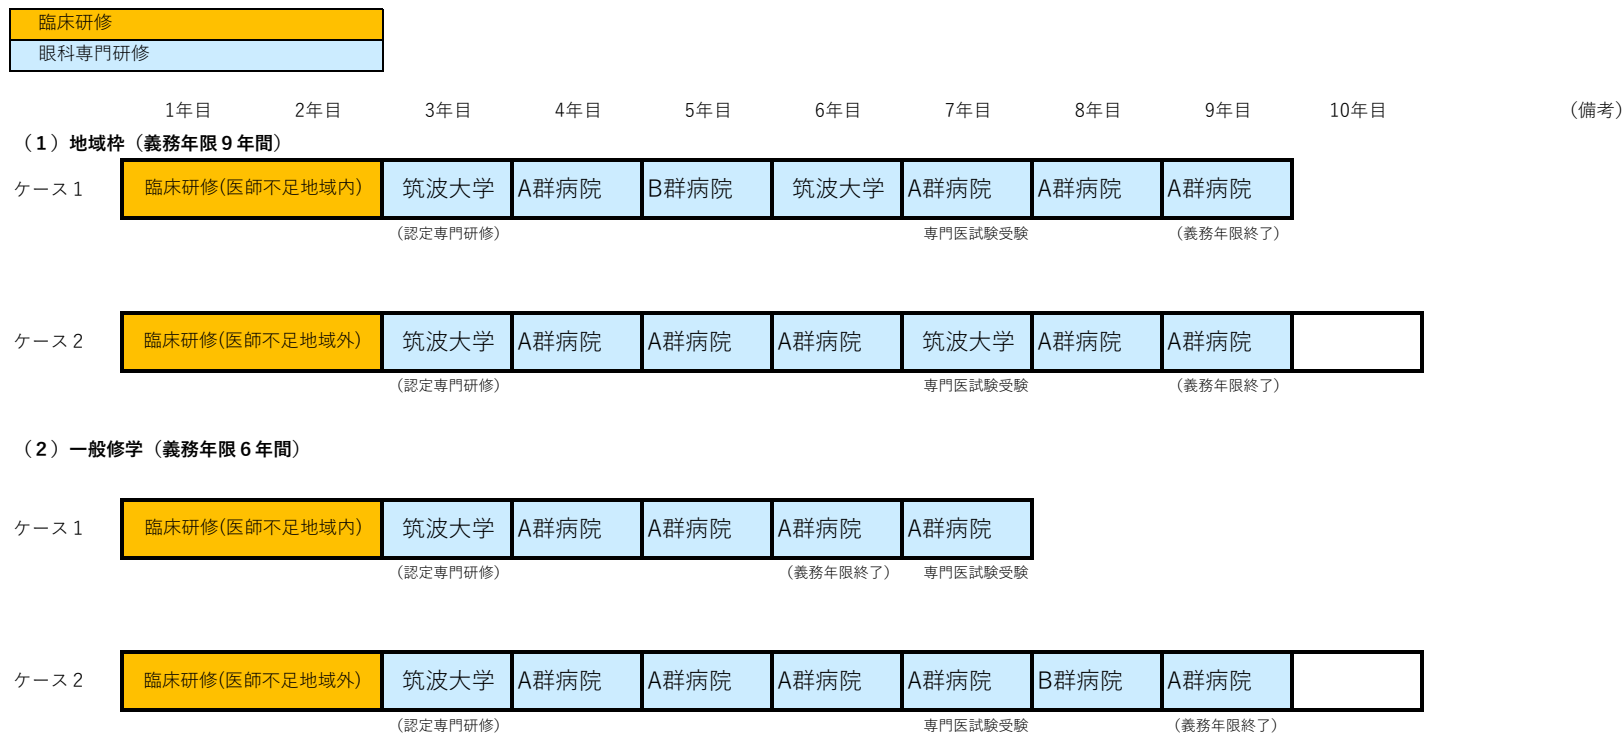 臨床研修
眼科専門研修
1年目 2年目 3年目 4年目 5年目 6年目 7年目 8年目 9年目 10年目 (備考)
（１）地域枠（義務年限９年間）
ケース１ 臨床研修(医師不足地域内) 筑波大学 A群病院 B群病院 筑波大学 A群病院 A群病院 A群病院
(認定専門研修) 専門医試験受験 (義務年限終了)
ケース２ 臨床研修(医師不足地域外) 筑波大学 A群病院 A群病院 A群病院 筑波大学 A群病院 A群病院
(認定専門研修) 専門医試験受験 (義務年限終了)
（２）一般修学（義務年限６年間）
ケース１ 臨床研修(医師不足地域内) 筑波大学 A群病院 A群病院 A群病院 A群病院
(認定専門研修) (義務年限終了) 専門医試験受験
ケース２ 臨床研修(医師不足地域外) 筑波大学 A群病院 A群病院 A群病院 A群病院 B群病院 A群病院
(認定専門研修) 専門医試験受験 (義務年限終了)